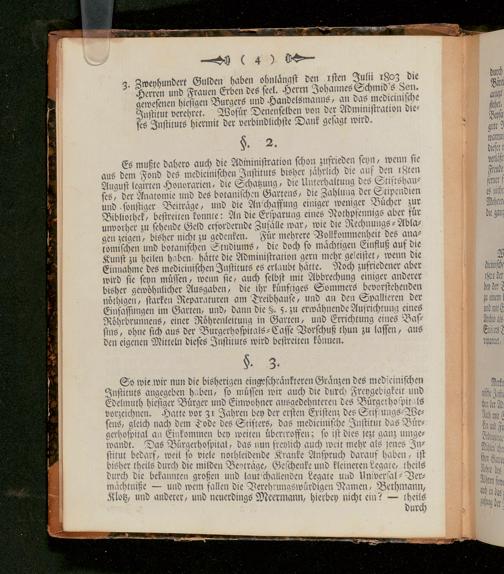 ( 4 )
3. Zweyhundert Gulden haben ohnlängst den 1sten Julii 1803 die
Herren und Frauen Erben des seel. Herrn Johannes Schmid's Sen.
gewesenen hiesigen Burgers und Handelsmanns, an das medicinische
Institut verehret. Wofür Denenselben von der Administration die-
ses Instituts hiermit der verbindlichste Dank gesagt wird.
§. 2.
Es mußte dahero auch die Administration schon zufrieden seyn, wenn sie
aus dem Fond des medicinischen Instituts bisher jährlich die auf den 18ten
August legirten Honorarien, die Schatzung, die Unterhaltung des Stiftshau-
ses, der Anatomie und des botanischen Gartens, die Zahlung der Stipendien
und sonstiger Beiträge, und die Anschaffung einiger weniger Bücher zur
Bibliothek, bestreiten konnte: An die Ersparung eines Nothpfennigs aber für
unvorher zu sehende Geld erfordernde Zufälle war, wie die Rechnungs-Abla-
gen zeigen, bisher nicht zu gedenken. Für mehrere Vollkommenheit des ana-
tomischen und botanischen Studiums, die doch so mächtigen Einfluß auf die
Kunst zu heilen haben, hätte die Administration gern mehr geleistet, wenn die
Einnahme des medicinischen Instituts es erlaubt hätte. Noch zufriedener aber
wird sie seyn müssen, wenn sie, auch selbst mit Abbrechung einiger anderer
bisher gewöhnlicher Ausgaben, die ihr künftiges Sommers bevorstehenden
nöthigen, starken Reparaturen am Treibhause, und an den Spallieren der
Einfassungen im Garten, und, dann die §. 5. zu erwähnende Aufrichtung eines
Röhrbrunnens, einer Röhrenleitung in Garten, und Errichtung eines Bas-
sins, ohne sich aus der Burgerhospitals-Casse Vorschuß thun zu lassen, aus
den eigenen Mitteln dieses Instituts wird bestreiten können.
§. 3.
So wie wir nun die bisherigen eingeschränkteren Gränzen des medicinischen
Instituts angegeben haben, so müssen wir auch die durch Freygebigkeit und
Edelmuth hiesiger Bürger und Einwohner ausgedehnteren des Bürgerhospitals
vorzeichnen. Hatte vor 31 Jahren bey der ersten Existenz des Stiftungs-We-
sens, gleich nach dem Tode des Stifters, das medicinische Institut das Bür-
gerhospital an Einkommen bey weiten übertroffen; so ist dies jetzt ganz umge-
wandt. Das Bürgerhospital, das nun freylich auch weit mehr als jenes In-
stitut bedarf, weil so viele nothleidende Kranke Anspruch darauf haben, ist
bisher theils durch die milden Beyträge, Geschenke und kleineren Legate, theils
durch die bekannten großen und laut schallenden Legate und Universal-Ver-
mächtnisse — und wem fallen die Verehrungswürdigen Namen, Bethmann,
Klotz, und anderer, und neuerdings Meermann, hierbey nicht ein? — theils
durch